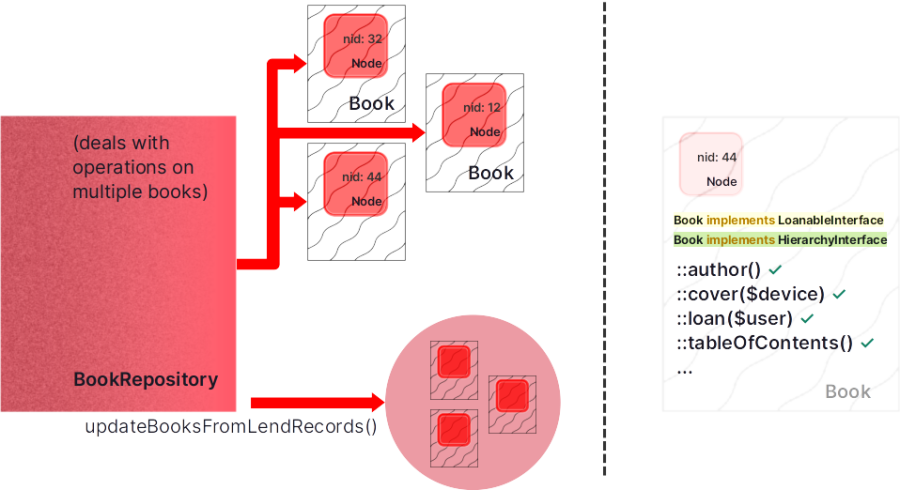 (deals with
operations on
multiple books)
BookRepository
updateBooksFromLendRecords()
nid: 32
Node
Book
nid: 12
Node
Book
nid: 44
Node
nid: 44
Node
Book implements LoanableInterface
Book implements HierarchyInterface
::author() ✓
::cover($device) ✓
::loan($user) ✓
::tableOfContents() ✓
...
Book